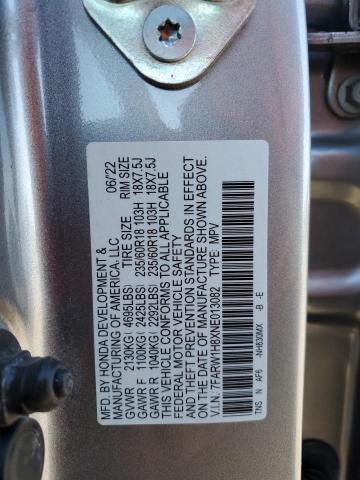 MFD. BY HONDA DEVELOPMENT &
MANUFACTURING OF AMERICA, LLC 06/22
GVWR 2130KG ( 4695LBS) TIRE SIZE RIM SIZE
GAWR F 1100KG ( 2425LBS) 235/60R18 103H 18X7.5J
GAWR R 1040KG ( 2292LBS) 235/60R18 103H 18X7.5J
THIS VEHICLE CONFORMS TO ALL APPLICABLE
FEDERAL MOTOR VEHICLE SAFETY
AND THEFT PREVENTION STANDARDS IN EFFECT
ON THE DATE OF MANUFACTURE SHOWN ABOVE.
V.I.N. 7FARW1H8XNE013082 TYPE: MPV
TNS N AF6 -NH830MX -B -E